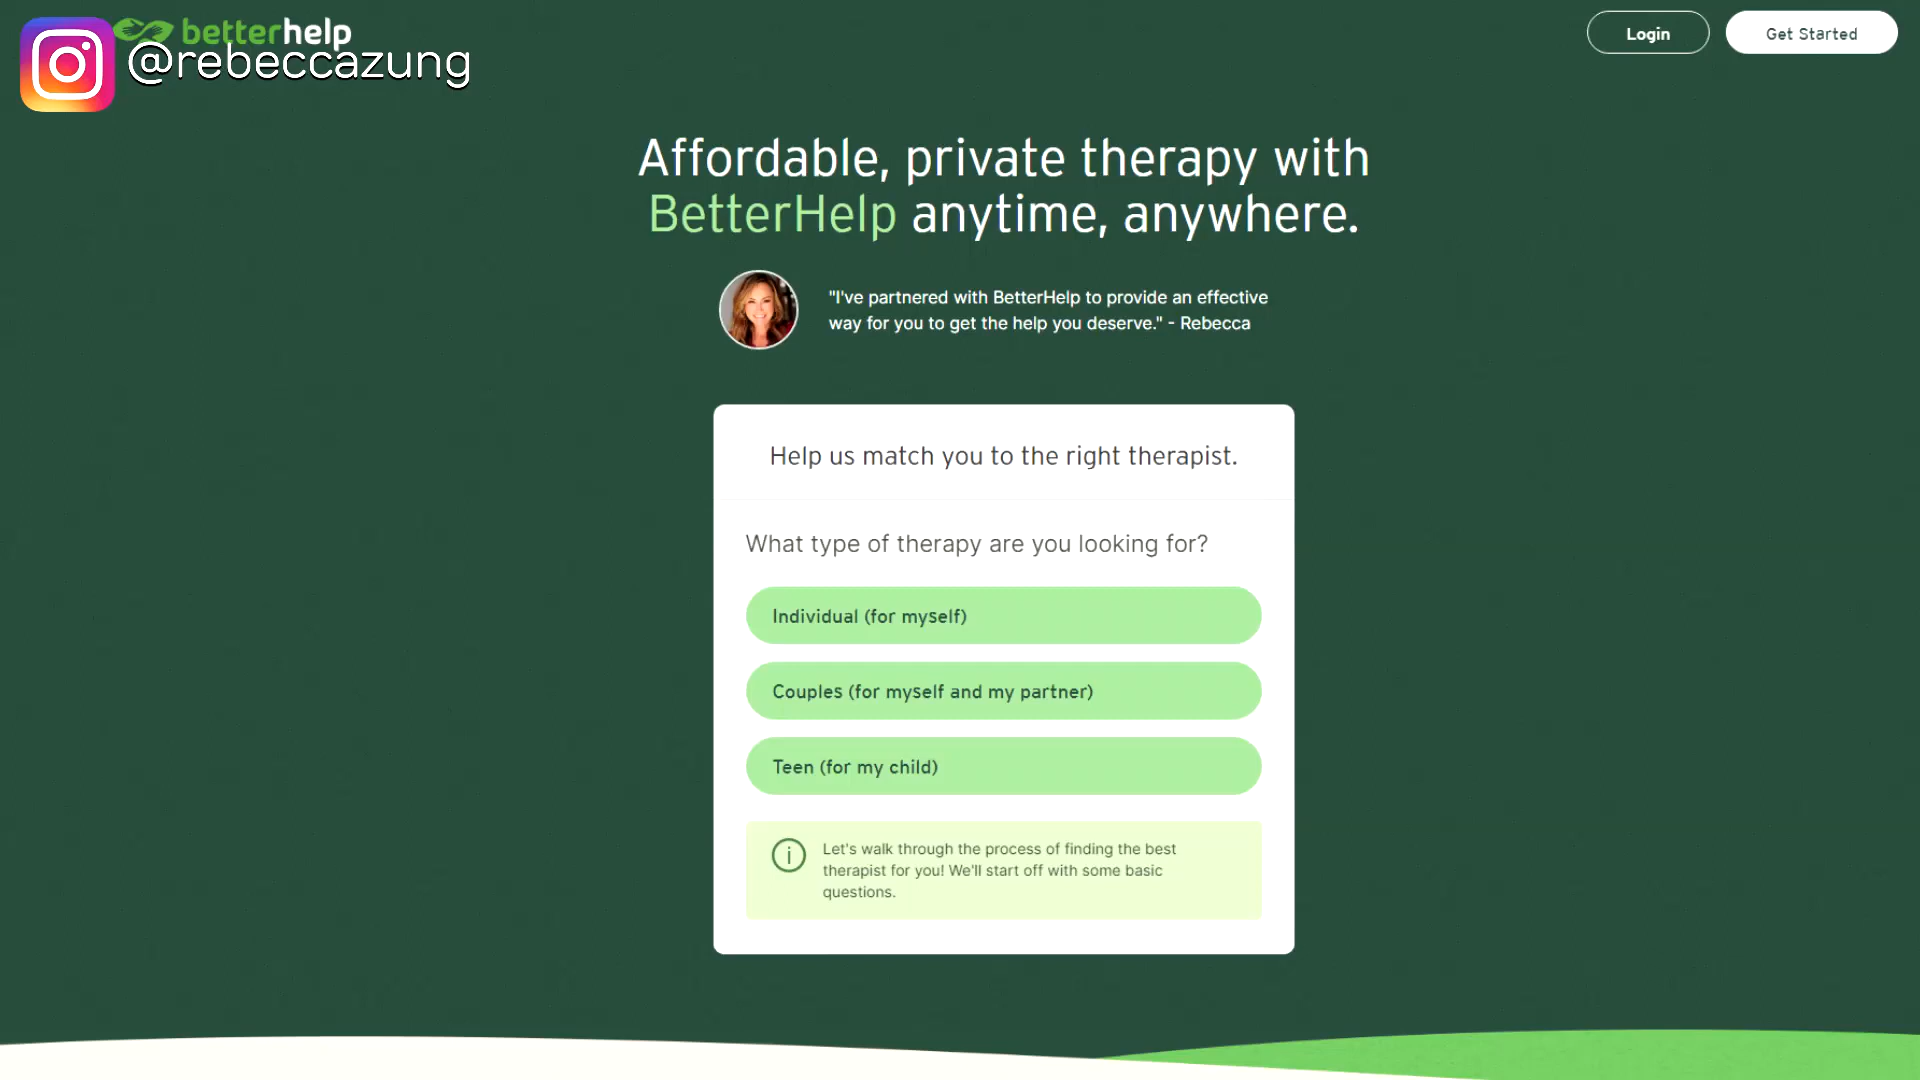 betterhelp
@rebeccazung
Login
Get Started
Affordable, private therapy with
BetterHelp anytime, anywhere.
"I've partnered with BetterHelp to provide an effective
way for you to get the help you deserve." - Rebecca
Help us match you to the right therapist.
What type of therapy are you looking for?
Individual (for myself)
Couples (for myself and my partner)
Teen (for my child)
Let's walk through the process of finding the best
therapist for you! We'll start off with some basic
questions.